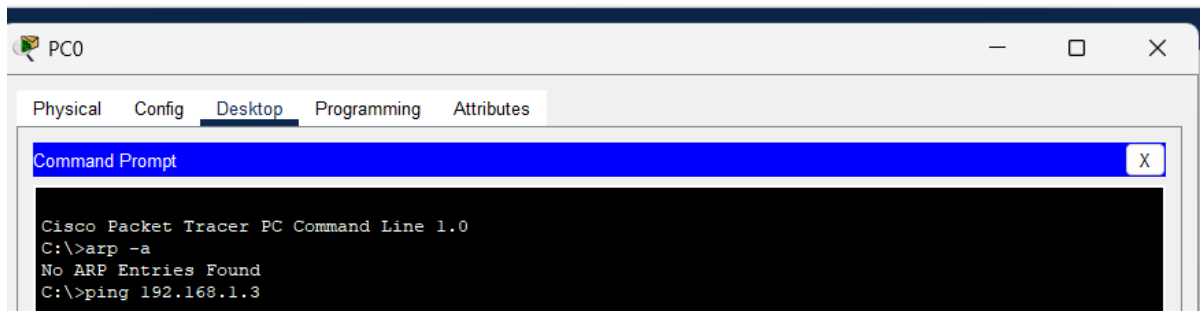 PC0
Physical Config Desktop Programming Attributes
Command Prompt X
Cisco Packet Tracer PC Command Line 1.0
C:\>arp -a
No ARP Entries Found
C:\>ping 192.168.1.3